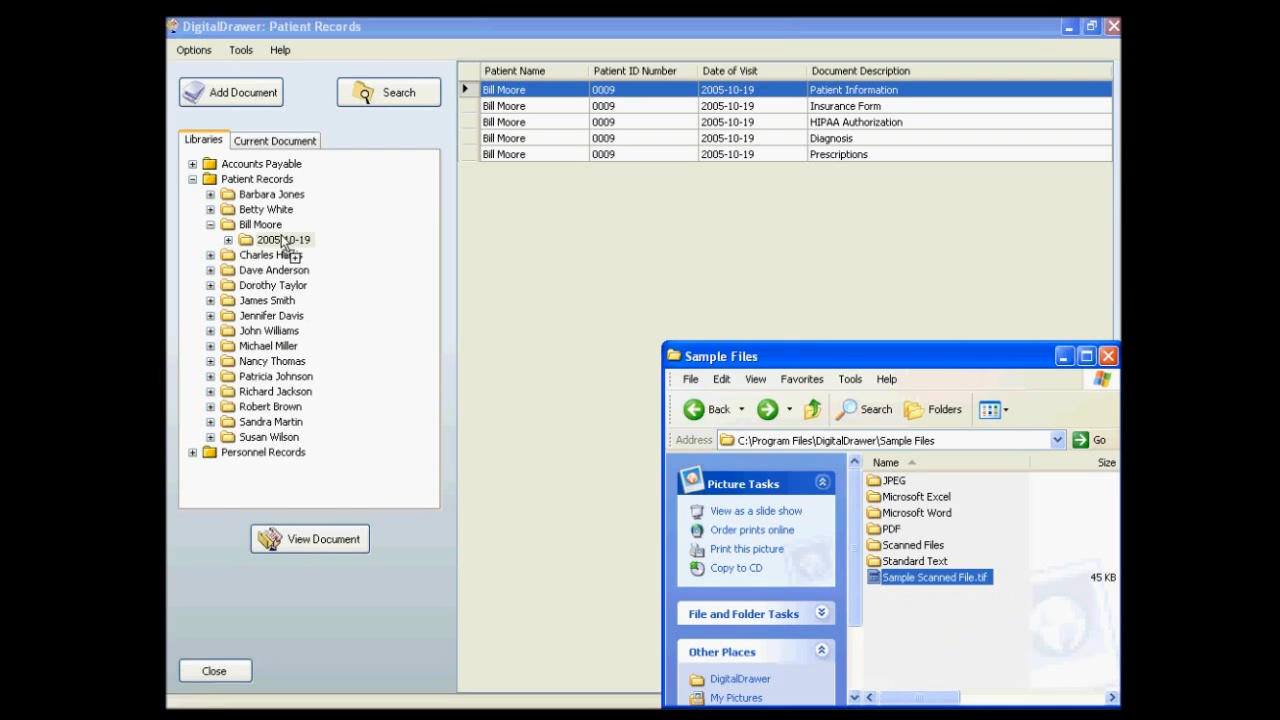 DigitalDrawer: Patient Records
Options Tools Help
Add Document Search
Libraries Current Document
Accounts Payable
Patient Records
Barbara Jones
Betty White
Bill Moore
2005-10-19
Charles Harris
Dave Anderson
Dorothy Taylor
James Smith
Jennifer Davis
John Williams
Michael Miller
Nancy Thomas
Patricia Johnson
Richard Jackson
Robert Brown
Sandra Martin
Susan Wilson
Personnel Records
View Document
Close
Patient Name Patient ID Number Date of Visit Document Description
Bill Moore 0009 2005-10-19 Patient Information
Bill Moore 0009 2005-10-19 Insurance Form
Bill Moore 0009 2005-10-19 HIPAA Authorization
Bill Moore 0009 2005-10-19 Diagnosis
Bill Moore 0009 2005-10-19 Prescriptions
Sample Files
File Edit View Favorites Tools Help
Back Search Folders
Address C:\Program Files\DigitalDrawer\Sample Files Go
Picture Tasks
View as a slide show
Order prints online
Print this picture
Copy to CD
File and Folder Tasks
Other Places
DigitalDrawer
My Pictures
Name Size
JPEG
Microsoft Excel
Microsoft Word
PDF
Scanned Files
Standard Text
Sample Scanned File.tif 45 KB